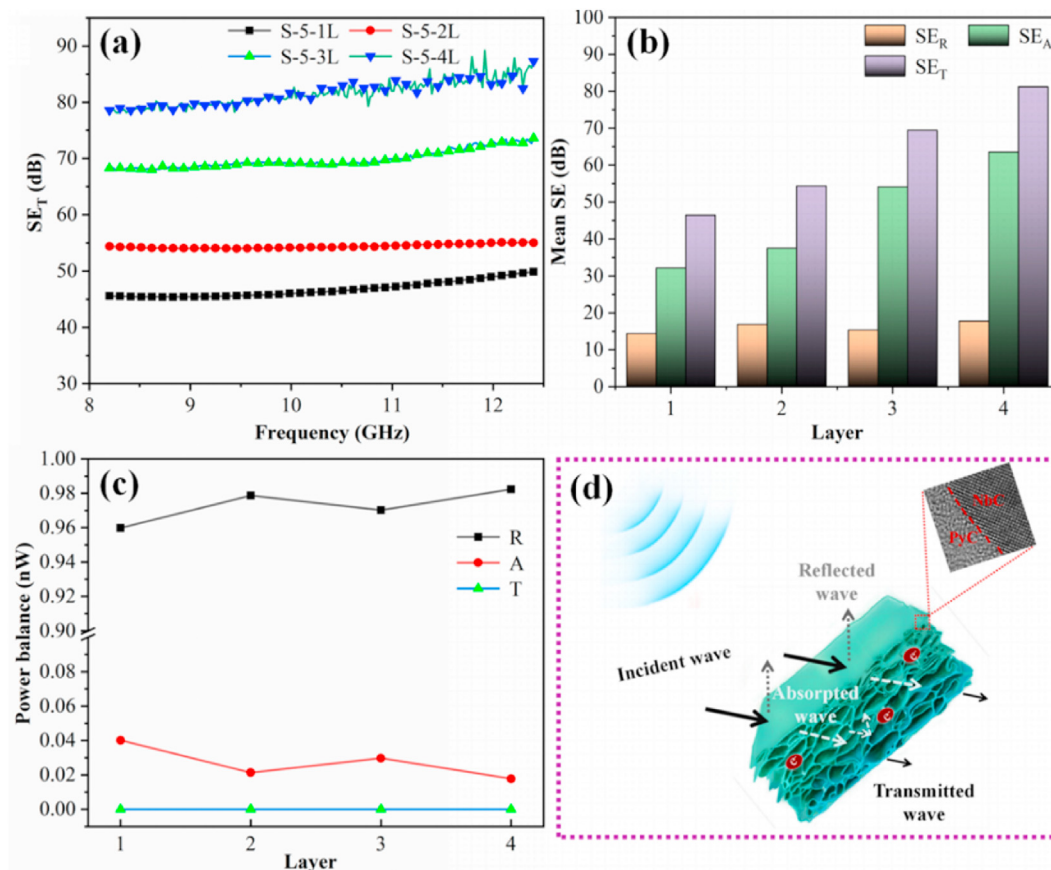 (a)
S-5-1L
S-5-2L
S-5-3L
S-5-4L
90
80
70
60
50
40
30
SE_T (dB)
8
9
10
11
12
Frequency (GHz)
(b)
SE_R
SE_A
SE_T
100
90
80
70
60
50
40
30
20
10
0
Mean SE (dB)
1
2
3
4
Layer
(c)
R
A
T
1.00
0.98
0.96
0.94
0.92
0.90
0.08
0.06
0.04
0.02
0.00
Power balance (nW)
1
2
3
4
Layer
(d)
NbC
PyC
Reflected
wave
Incident wave
Absorpted
wave
Transmitted
wave